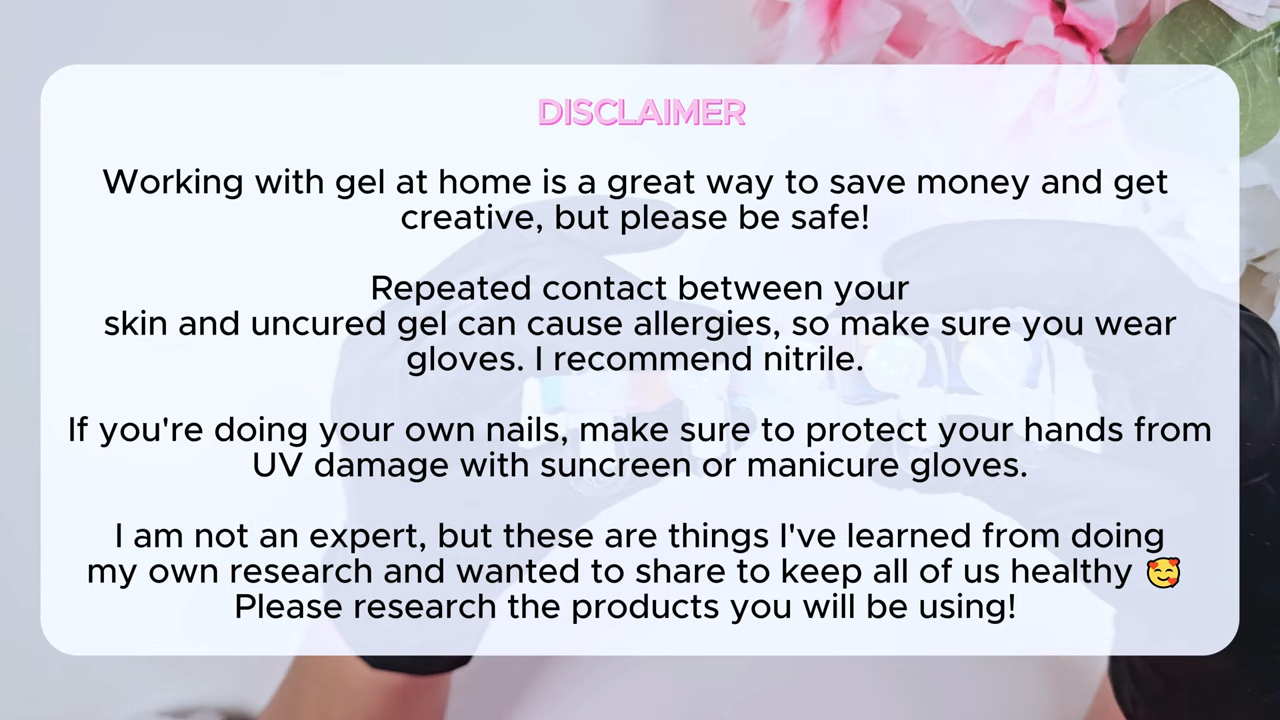 DISCLAIMER
Working with gel at home is a great way to save money and get
creative, but please be safe!
Repeated contact between your
skin and uncured gel can cause allergies, so make sure you wear
gloves. I recommend nitrile.
If you're doing your own nails, make sure to protect your hands from
UV damage with suncreen or manicure gloves.
I am not an expert, but these are things I've learned from doing
my own research and wanted to share to keep all of us healthy 🥰
Please research the products you will be using!